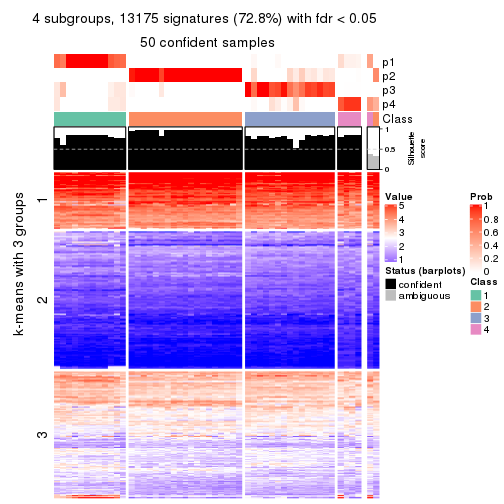 4 subgroups, 13175 signatures (72.8%) with fdr < 0.05
50 confident samples
p1
p2
p3
p4
Class
1
0.5
0
Silhouette
score
k-means with 3 groups
1
2
3
Value
5
4
3
2
1
Status (barplots)
confident
ambiguous
Prob
1
0.8
0.6
0.4
0.2
0
Class
1
2
3
4